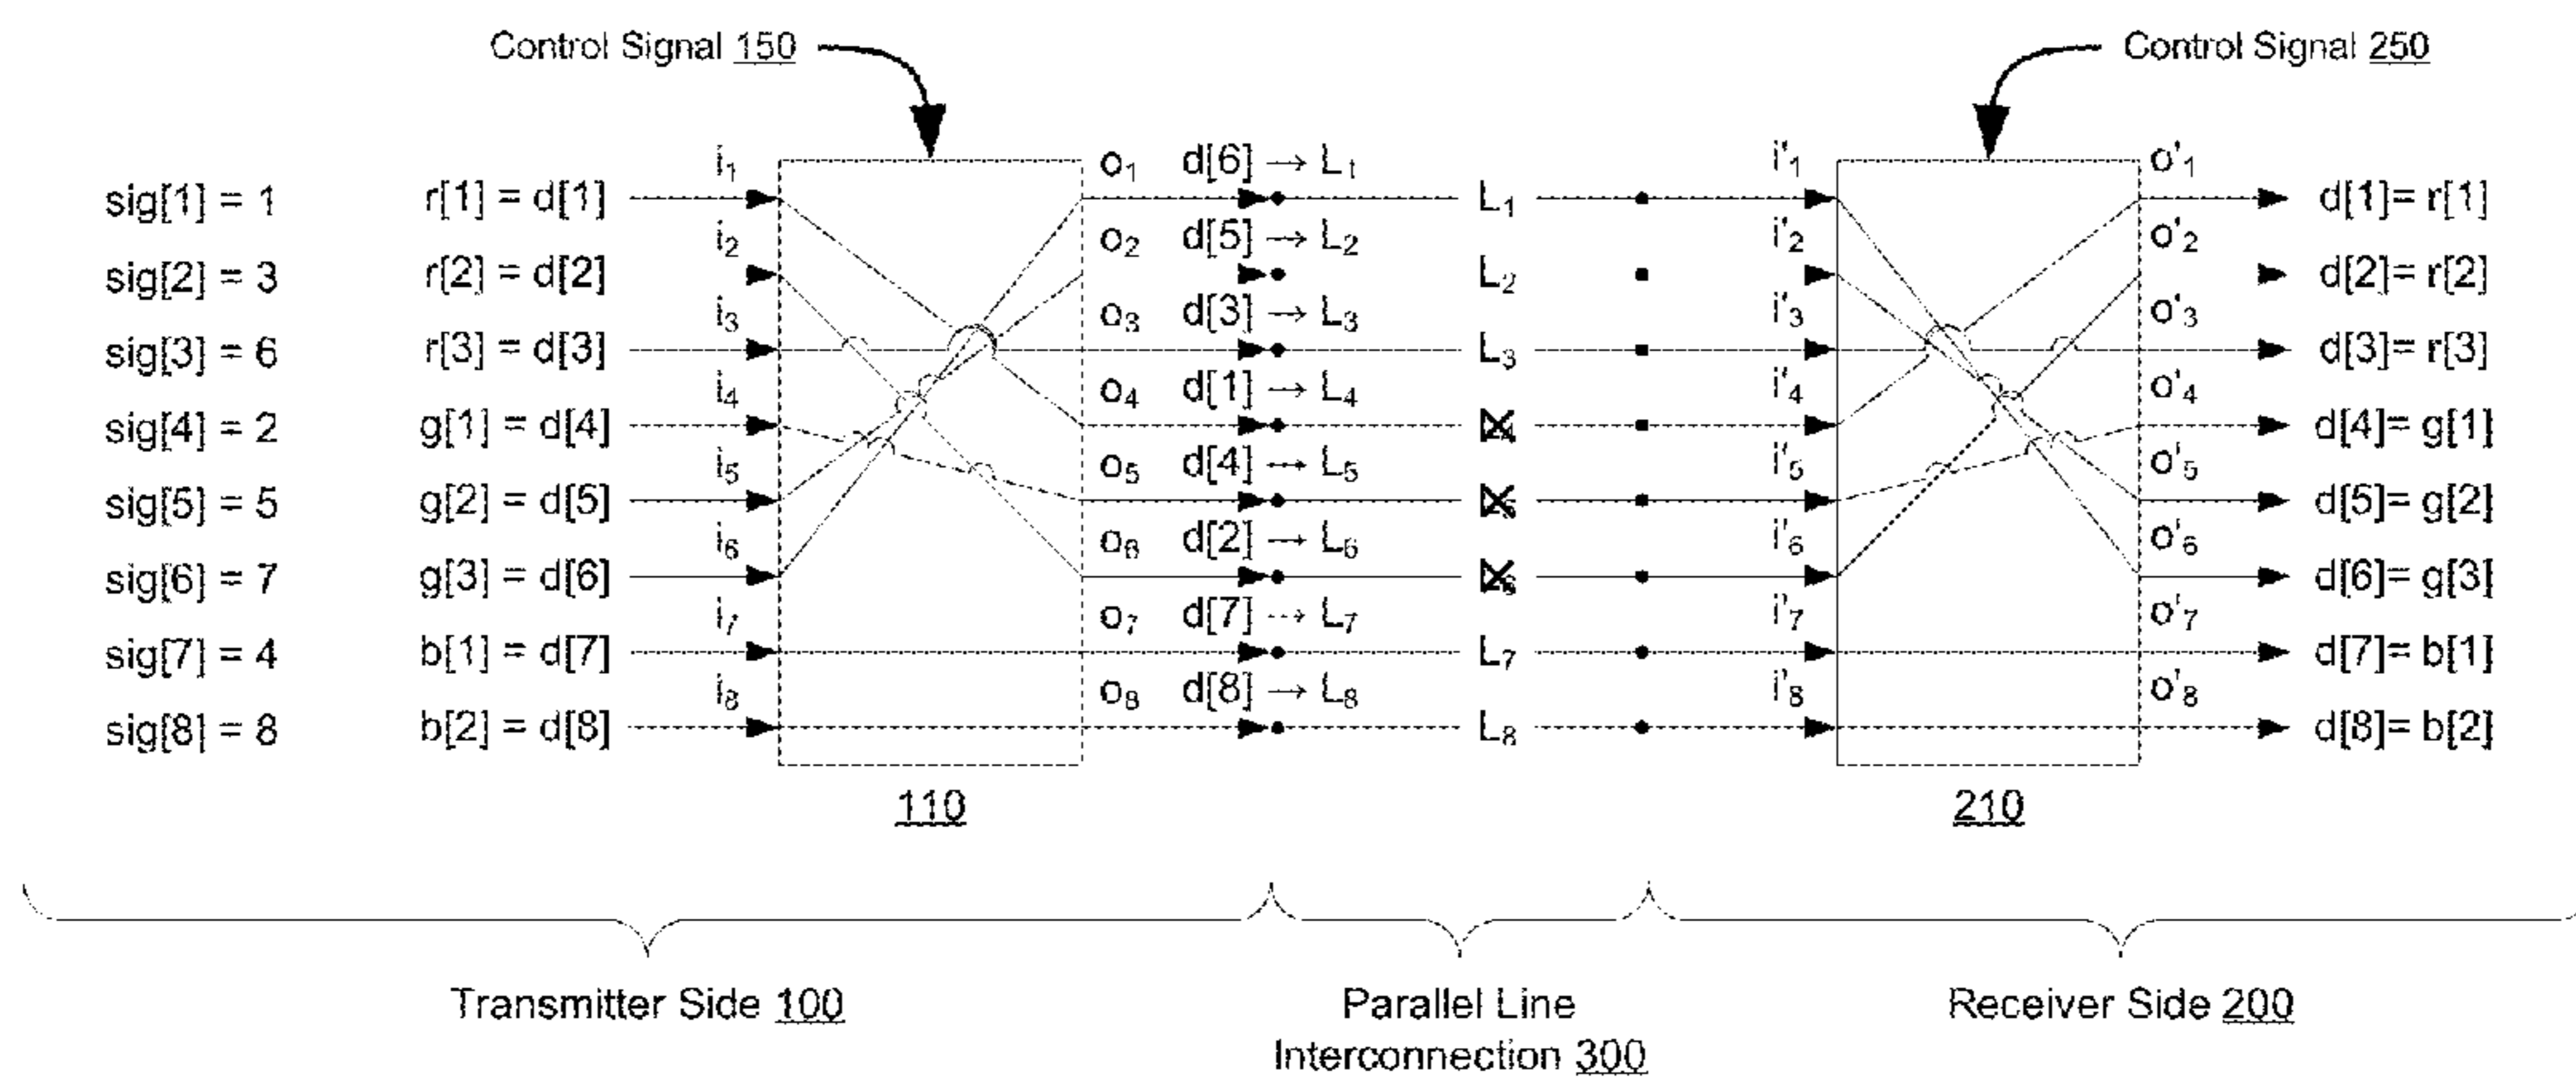 Control Signal 150
Control Signal 250
i1 o1 d[6] → L1 i'1 o'1
sig[1] = 1 r[1] = d[1] L1 d[1]= r[1]
i2 o2 d[5] → L2 i'2 o'2
sig[2] = 3 r[2] = d[2] L2 d[2]= r[2]
i3 o3 d[3] → L3 i'3 o'3
sig[3] = 6 r[3] = d[3] L3 d[3]= r[3]
i4 o4 d[1] → L4 i'4 o'4
sig[4] = 2 g[1] = d[4] d[4]= g[1]
i5 o5 d[4] → L5 i'5 o'5
sig[5] = 5 g[2] = d[5] d[5]= g[2]
i6 o6 d[2] → L6 i'6 o'6
sig[6] = 7 g[3] = d[6] d[6]= g[3]
i7 o7 d[7] → L7 i'7 o'7
sig[7] = 4 b[1] = d[7] L7 d[7]= b[1]
i8 o8 d[8] → L8 i'8 o'8
sig[8] = 8 b[2] = d[8] L8 d[8]= b[2]
110
210
Transmitter Side 100
Parallel Line
Interconnection 300
Receiver Side 200